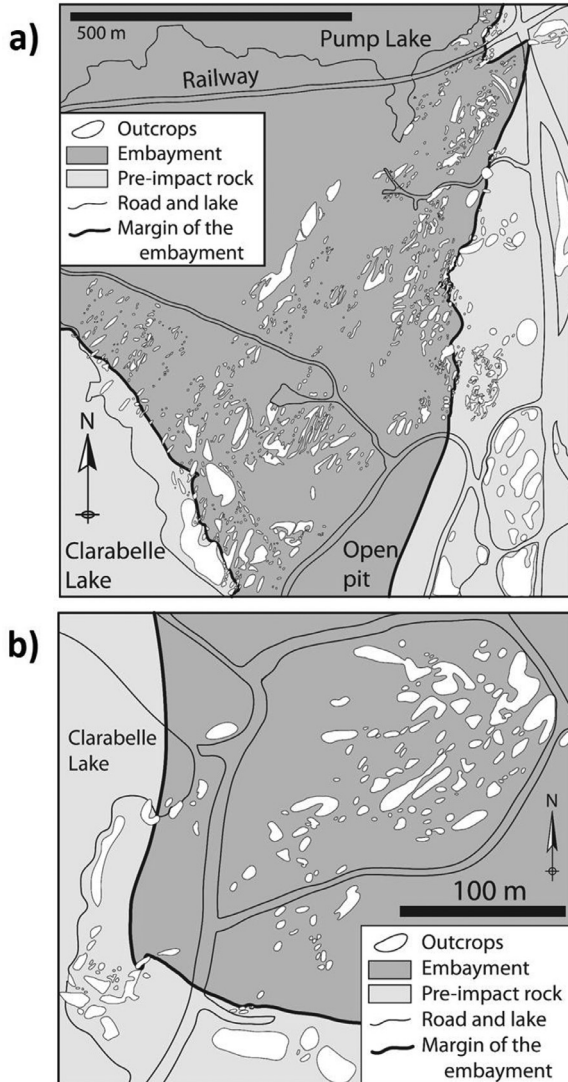 a)
500 m
Pump Lake
Railway
Outcrops
Embayment
Pre-impact rock
Road and lake
Margin of the
embayment
N
Clarabelle
Lake
Open
pit
b)
Clarabelle
Lake
N
100 m
Outcrops
Embayment
Pre-impact rock
Road and lake
Margin of the
embayment